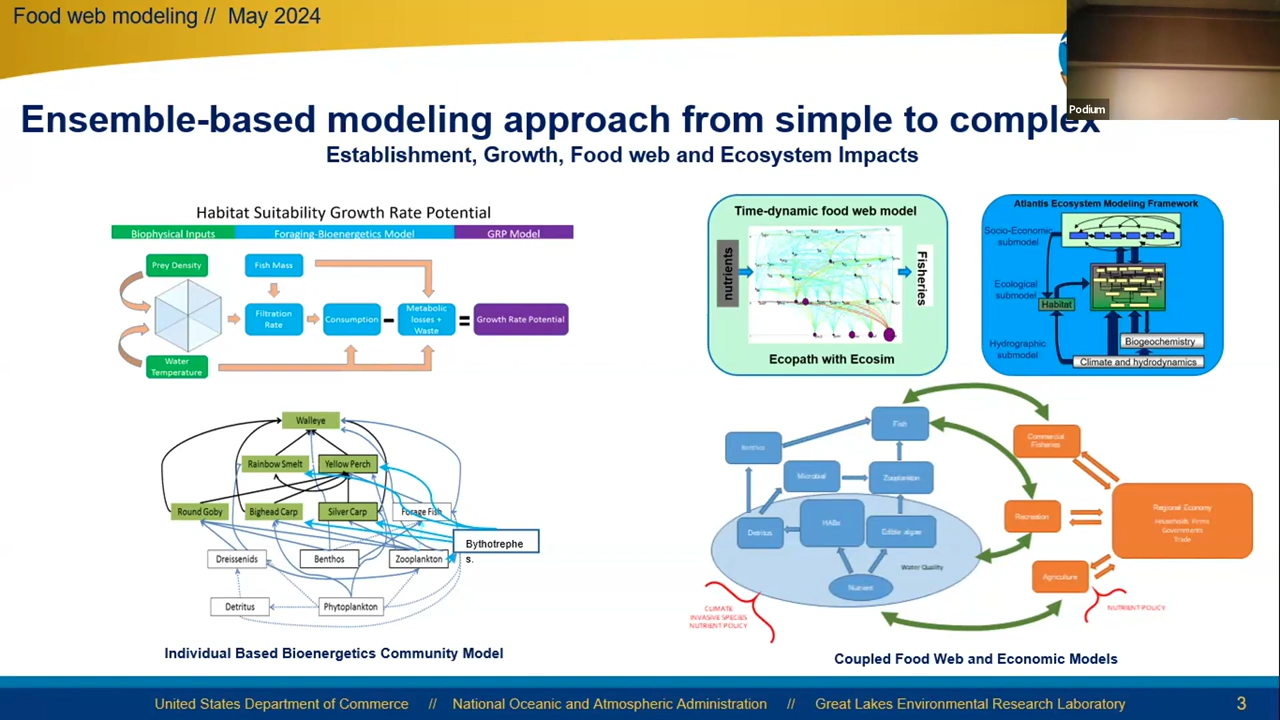 Food web modeling // May 2024
Podium
Ensemble-based modeling approach from simple to complex
Establishment, Growth, Food web and Ecosystem Impacts
Habitat Suitability Growth Rate Potential
Biophysical Inputs
Foraging-Bioenergetics Model
GRP Model
Prey Density
Fish Mass
Filtration
Rate
Consumption
Metabolic
losses +
Waste
Growth Rate Potential
Water
Temperature
Time-dynamic food web model
nutrients
Fisheries
Ecopath with Ecosim
Atlantis Ecosystem Modeling Framework
Socio-Economic
submodel
Ecological
submodel
Habitat
Hydrographic
submodel
Biogeochemistry
Climate and hydrodynamics
Walleye
Rainbow Smelt
Yellow Perch
Round Goby
Bighead Carp
Silver Carp
Forage Fish
Bythotrephe
s.
Dreissenids
Benthos
Zooplankton
Detritus
Phytoplankton
Individual Based Bioenergetics Community Model
Fish
Benthos
Microbial
Zooplankton
Detritus
HABs
Edible algae
Water Quality
Nutrient
Commercial
Fisheries
Recreation
Agriculture
Regional Economy
Households Firms
Governments
Trade
CLIMATE
INVASIVE SPECIES
NUTRIENT POLICY
NUTRIENT POLICY
Coupled Food Web and Economic Models
United States Department of Commerce // National Oceanic and Atmospheric Administration // Great Lakes Environmental Research Laboratory
3